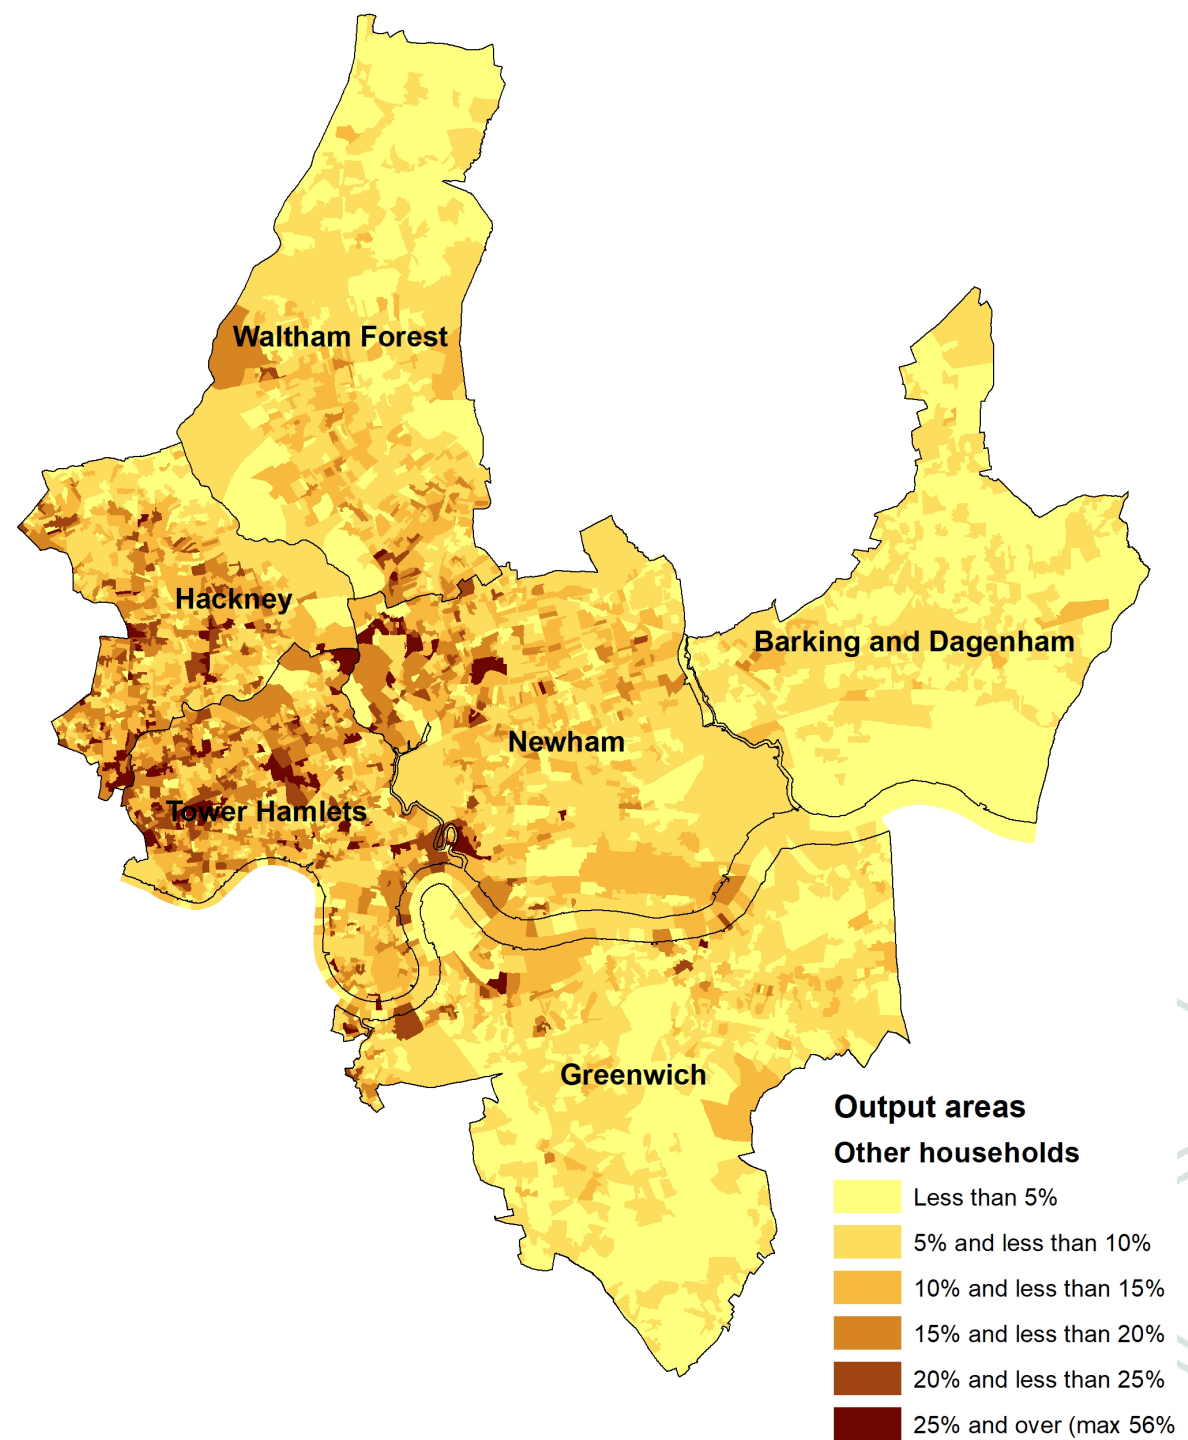 Waltham Forest
Hackney
Barking and Dagenham
Newham
Tower Hamlets
Greenwich
Output areas
Other households
Less than 5%
5% and less than 10%
10% and less than 15%
15% and less than 20%
20% and less than 25%
25% and over (max 56%